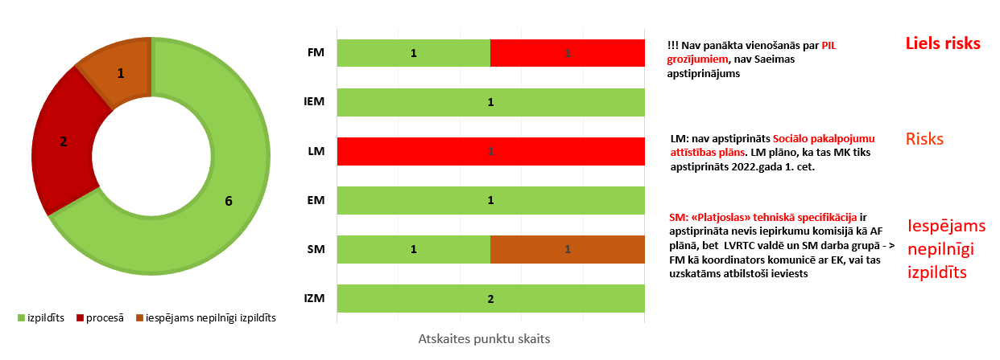 1
2
6
izpildīts
procesā
iespējams nepilnīgi izpildīts
FM
1
1
IEM
1
LM
1
EM
1
SM
1
1
IZM
2
Atskaites punktu skaits
!!! Nav panākta vienošanās par PIL
grozījumiem, nav Saeimas
apstiprinājums
Liels risks
LM: nav apstiprināts Sociālo pakalpojumu
attīstības plāns. LM plāno, ka tas MK tiks
apstiprināts 2022.gada 1. cet.
Risks
SM: «Platjoslas» tehniskā specifikācija ir
apstiprināta nevis iepirkumu komisijā kā AF
plānā, bet LVRTC valdē un SM darba grupā - >
FM kā koordinators komunicē ar EK, vai tas
uzskatāms atbilstoši ieviests
Iespējams
nepilnīgi
izpildīts